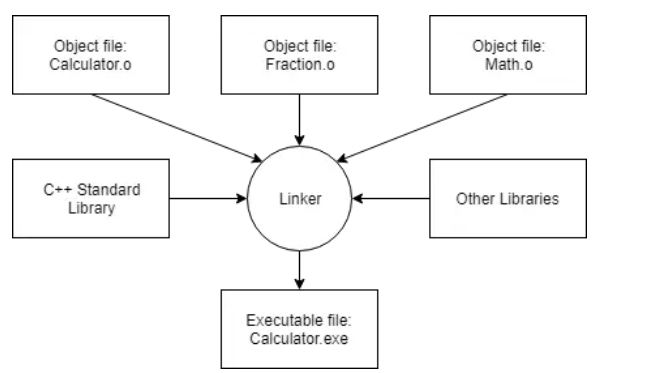 Object file:
Calculator.o
Object file:
Fraction.o
Object file:
Math.o
C++ Standard
Library
Linker
Other Libraries
Executable file:
Calculator.exe